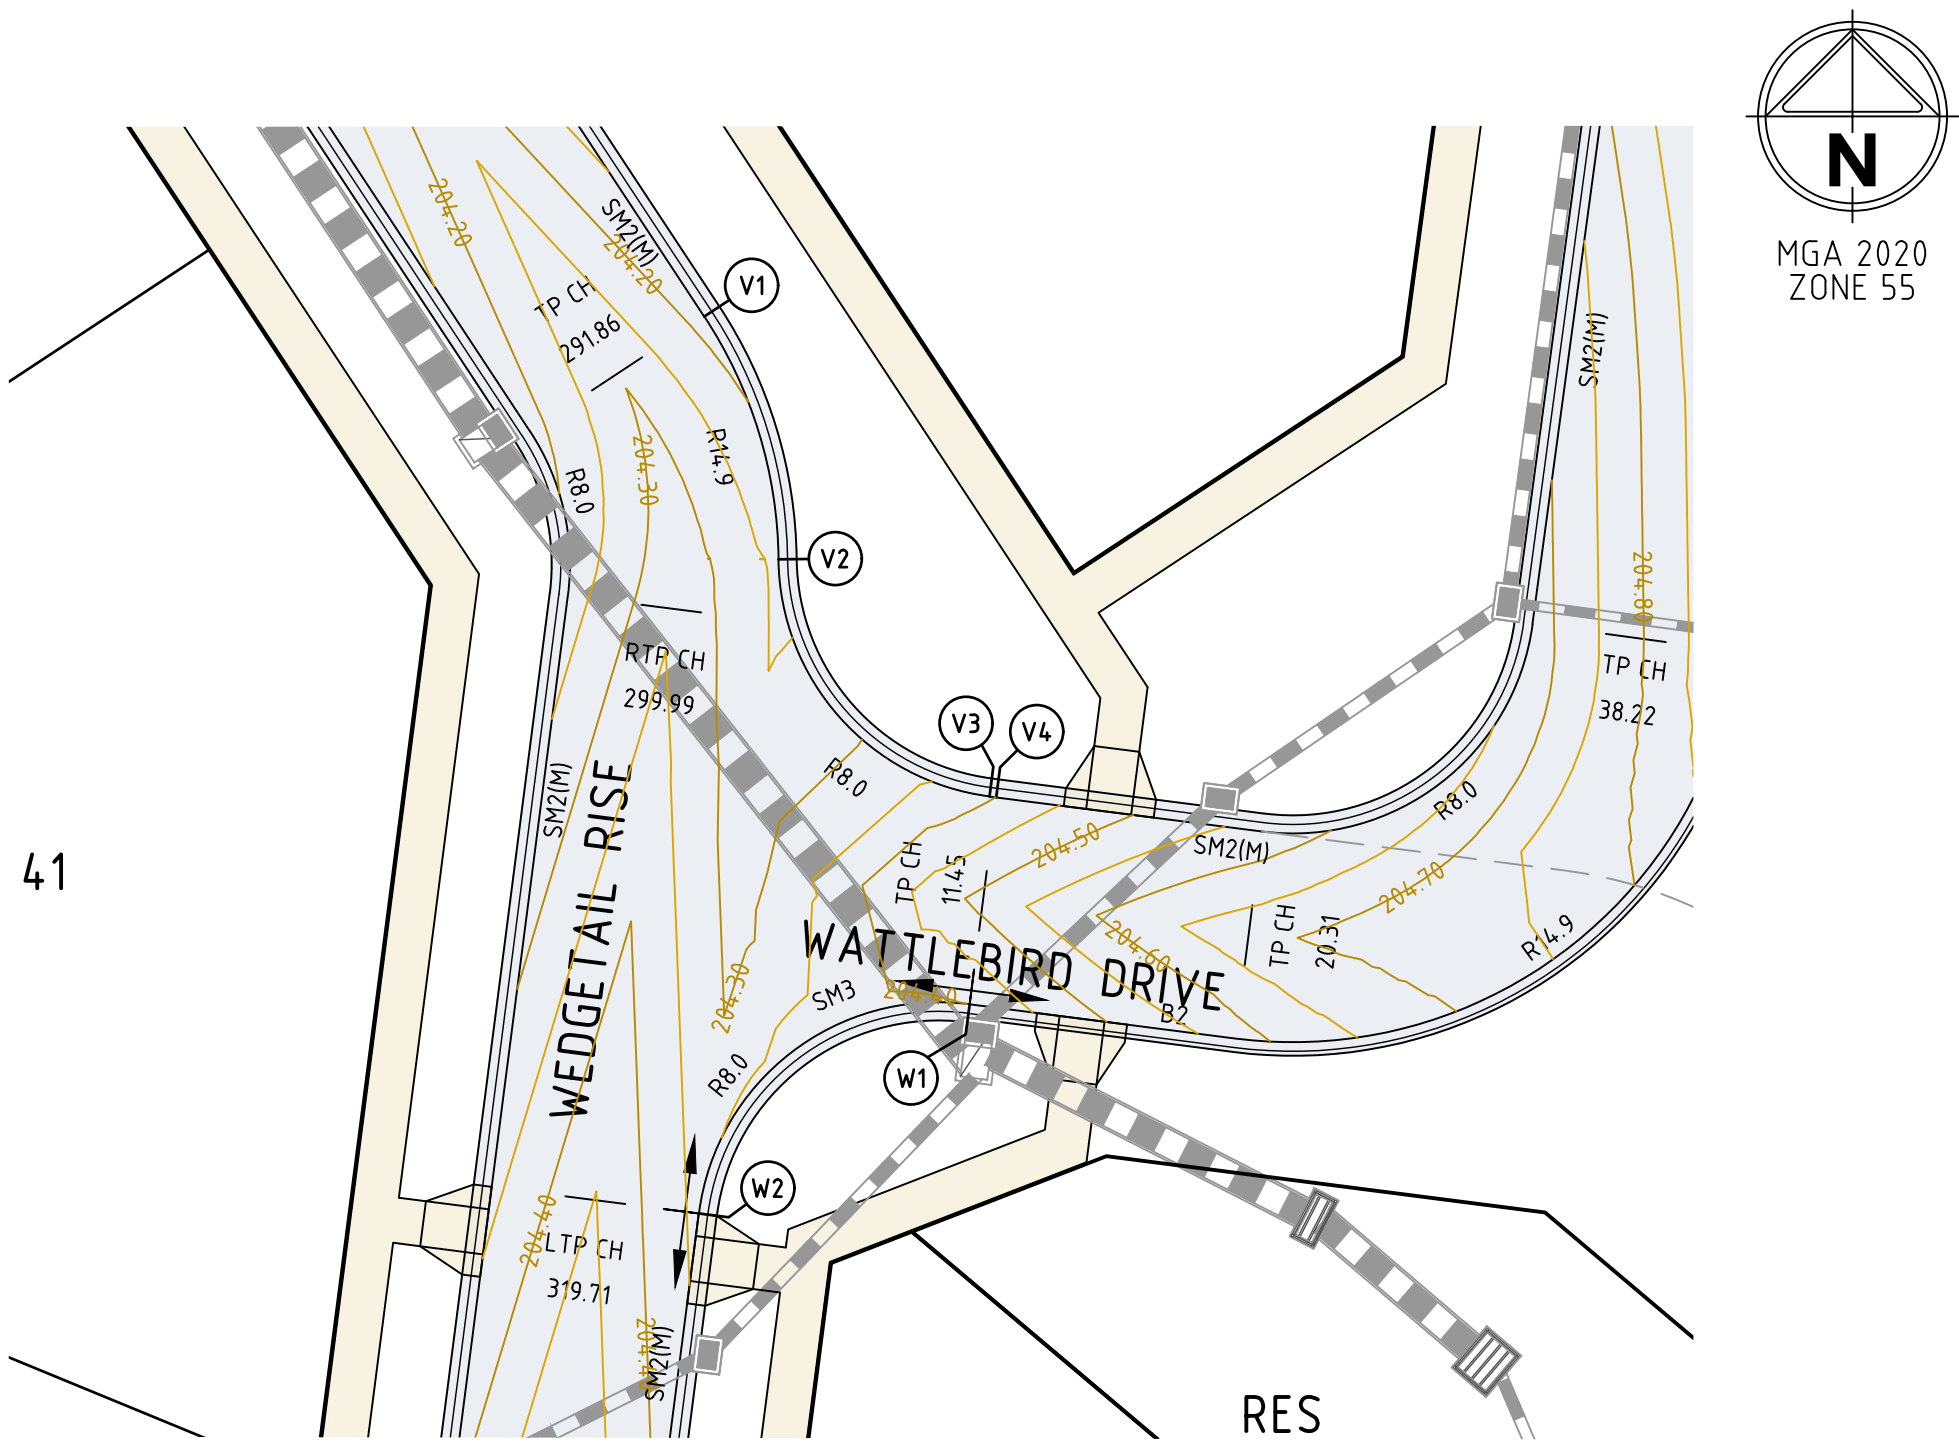 N
MGA 2020
ZONE 55
204.20
SM2(M)
204.20
V1
TP CH
291.86
SM2(M)
R14.9
204.30
R8.0
V2
204.80
RTP CH
299.99
TP CH
38.22
V3
V4
SM2(M)
R8.0
R8.0
204.50
SM2(M)
TP CH
11.45
204.70
41
WEDGETAIL RISE
WATTLEBIRD DRIVE
204.60
TP CH
20.31
R14.9
204.30
SM3
204.40
B2
R8.0
W1
W2
204.40
LTP CH
319.71
204.40
SM2(M)
RES